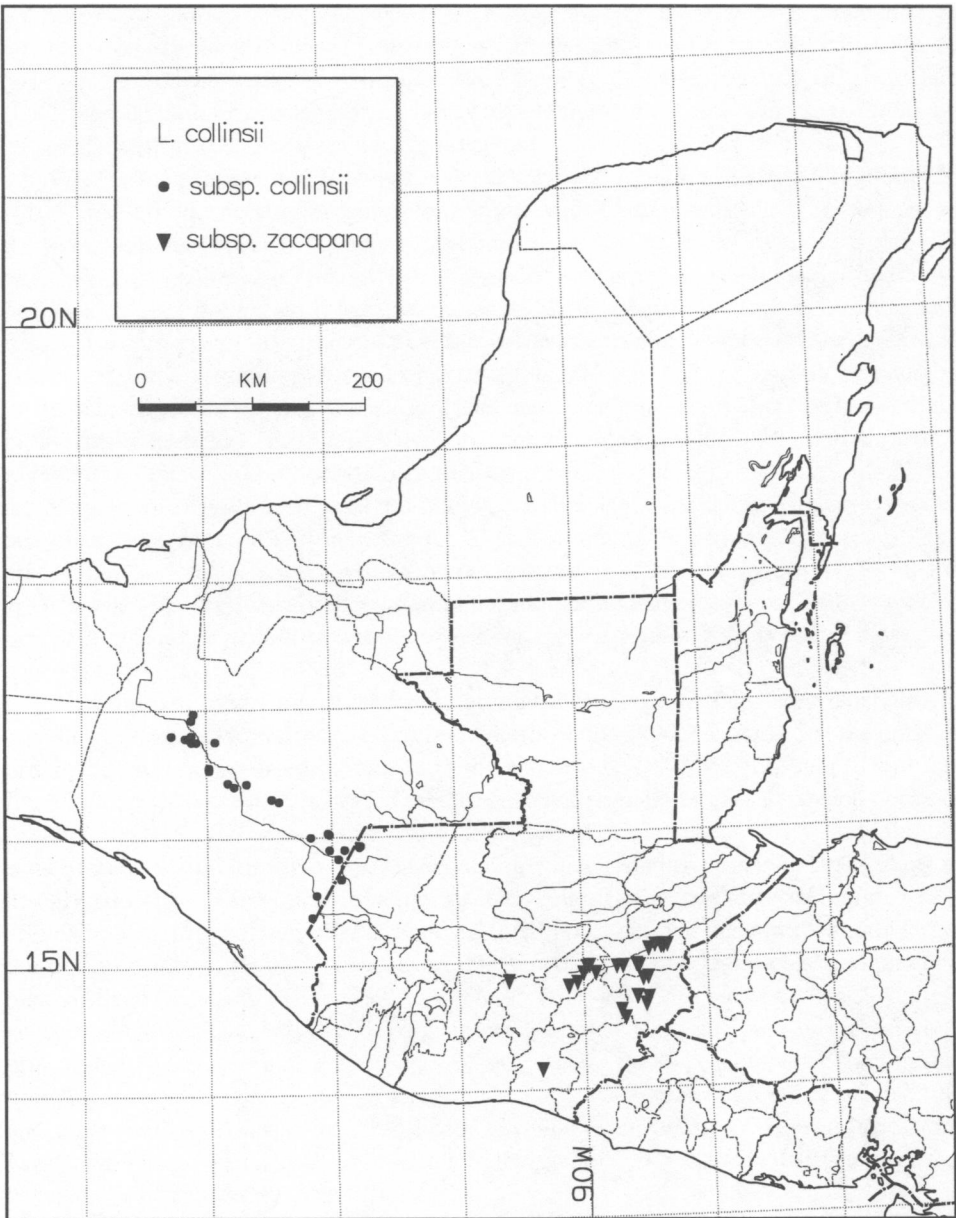 L. collinsii
subsp. collinsii
subsp. zacapana
20N
0 KM 200
15N
90W